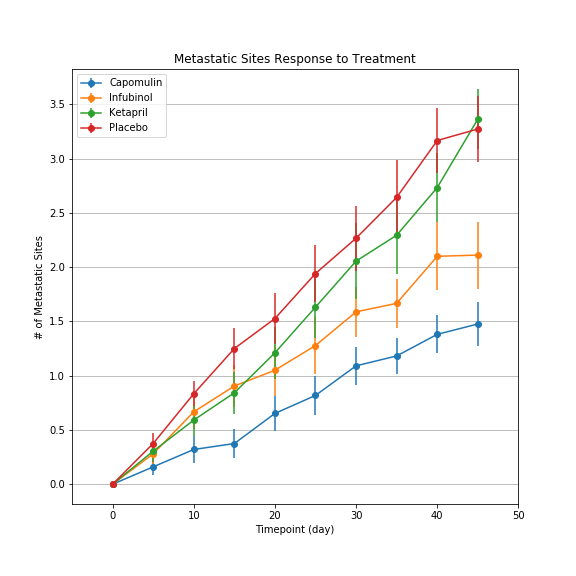 Metastatic Sites Response to Treatment
Capomulin
Infubinol
Ketapril
Placebo
3.5
3.0
2.5
2.0
1.5
1.0
0.5
0.0
# of Metastatic Sites
0 10 20 30 40 50
Timepoint (day)